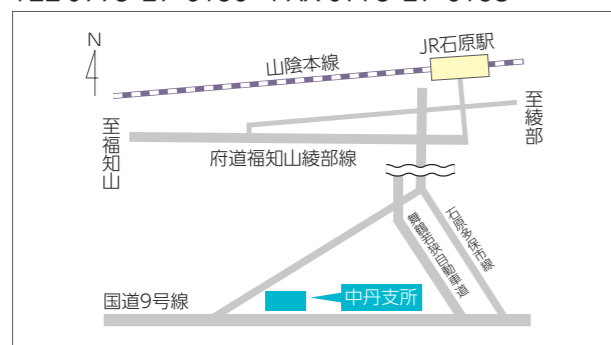 N
JR石原駅
山陰本線
至綾部
至福知山
府道福知山綾部線
石原多保市線
舞鶴若狭自動車道
国道9号線
中丹支所